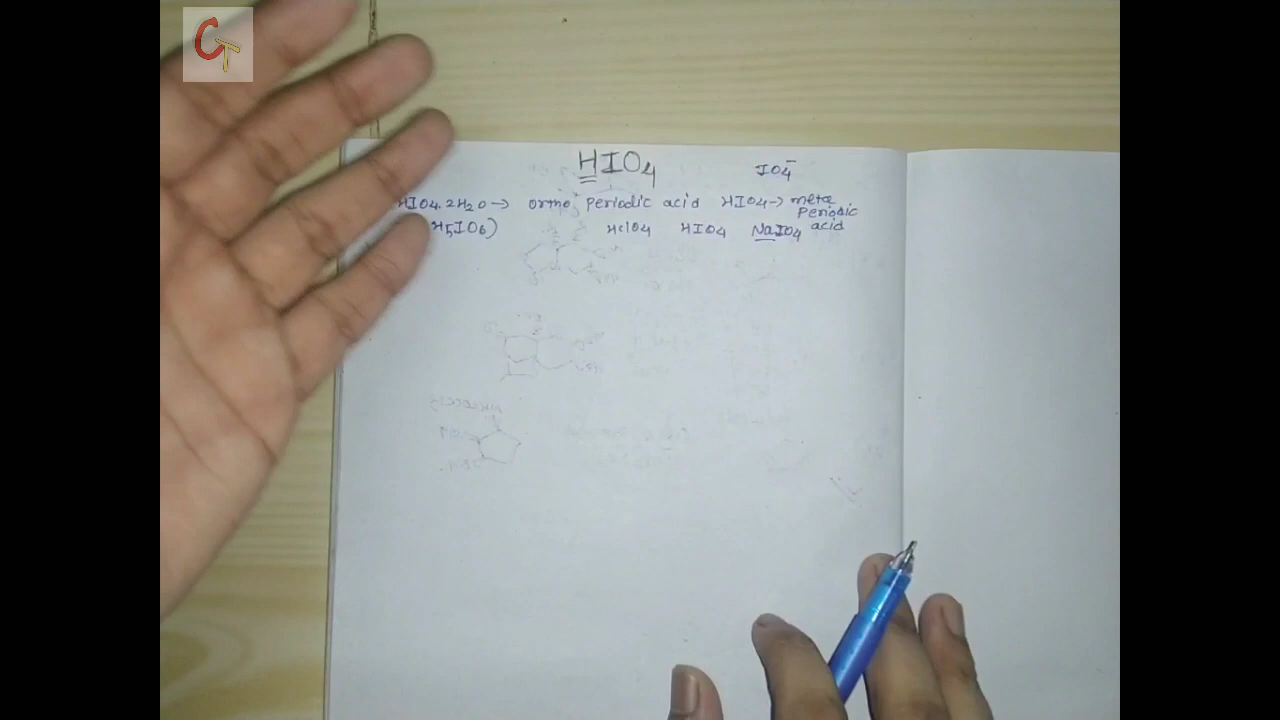 CT
HIO4
IO4⁻
HIO4.2H2O → ortho periodic acid HIO4 → meta
periodic
H5IO6) HClO4 HIO4 NaIO4 acid